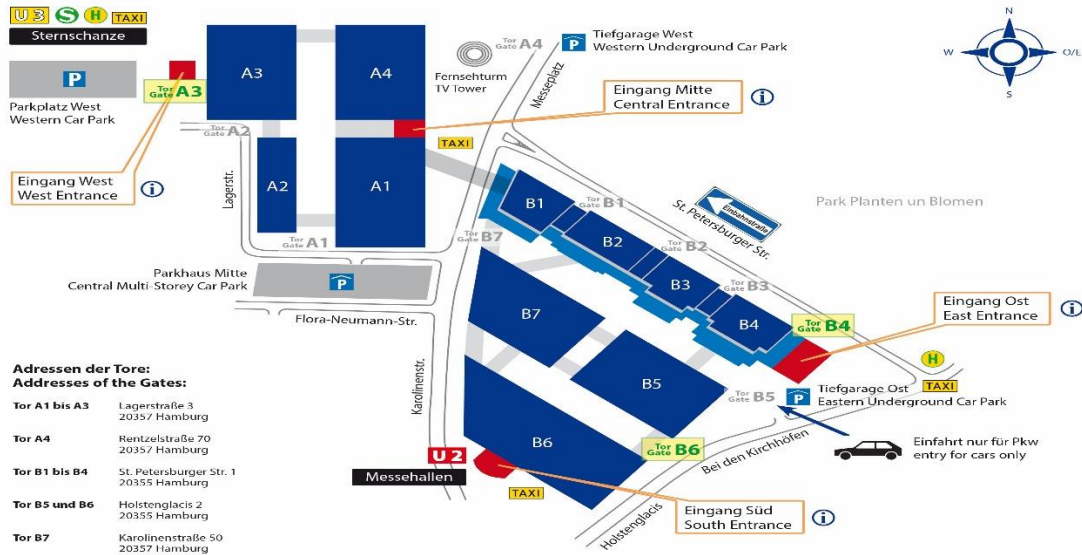 U3 S H TAXI
Sternschanze
P
Parkplatz West
Western Car Park
Tor
Gate A3
Tor
Gate A2
Eingang West
West Entrance
i
Lagerstr.
A3
A4
A2
A1
Tor
Gate A1
Fernsehturm
TV Tower
Tor
Gate A4
P
Tiefgarage West
Western Underground Car Park
Messeplatz
Eingang Mitte
Central Entrance
i
TAXI
N
W
O/E
S
B1
Tor
Gate B1
B2
Tor
Gate B2
B3
Tor
Gate B3
B4
Tor
Gate B4
Einbahnstraße
St. Petersburger Str.
Park Planten un Blomen
Tor
Gate B7
Parkhaus Mitte
Central Multi-Storey Car Park
P
Flora-Neumann-Str.
Karolinenstr.
B7
B5
B6
Eingang Ost
East Entrance
i
H
TAXI
Tor
Gate B5
P
Tiefgarage Ost
Eastern Underground Car Park
Einfahrt nur für Pkw
entry for cars only
Tor
Gate B6
Bei den Kirchhöfen
Holstenglacis
U2
Messehallen
TAXI
Eingang Süd
South Entrance
i
Adressen der Tore:
Addresses of the Gates:
Tor A1 bis A3 Lagerstraße 3
20357 Hamburg
Tor A4 Rentzelstraße 70
20357 Hamburg
Tor B1 bis B4 St. Petersburger Str. 1
20355 Hamburg
Tor B5 und B6 Holstenglacis 2
20355 Hamburg
Tor B7 Karolinenstraße 50
20357 Hamburg